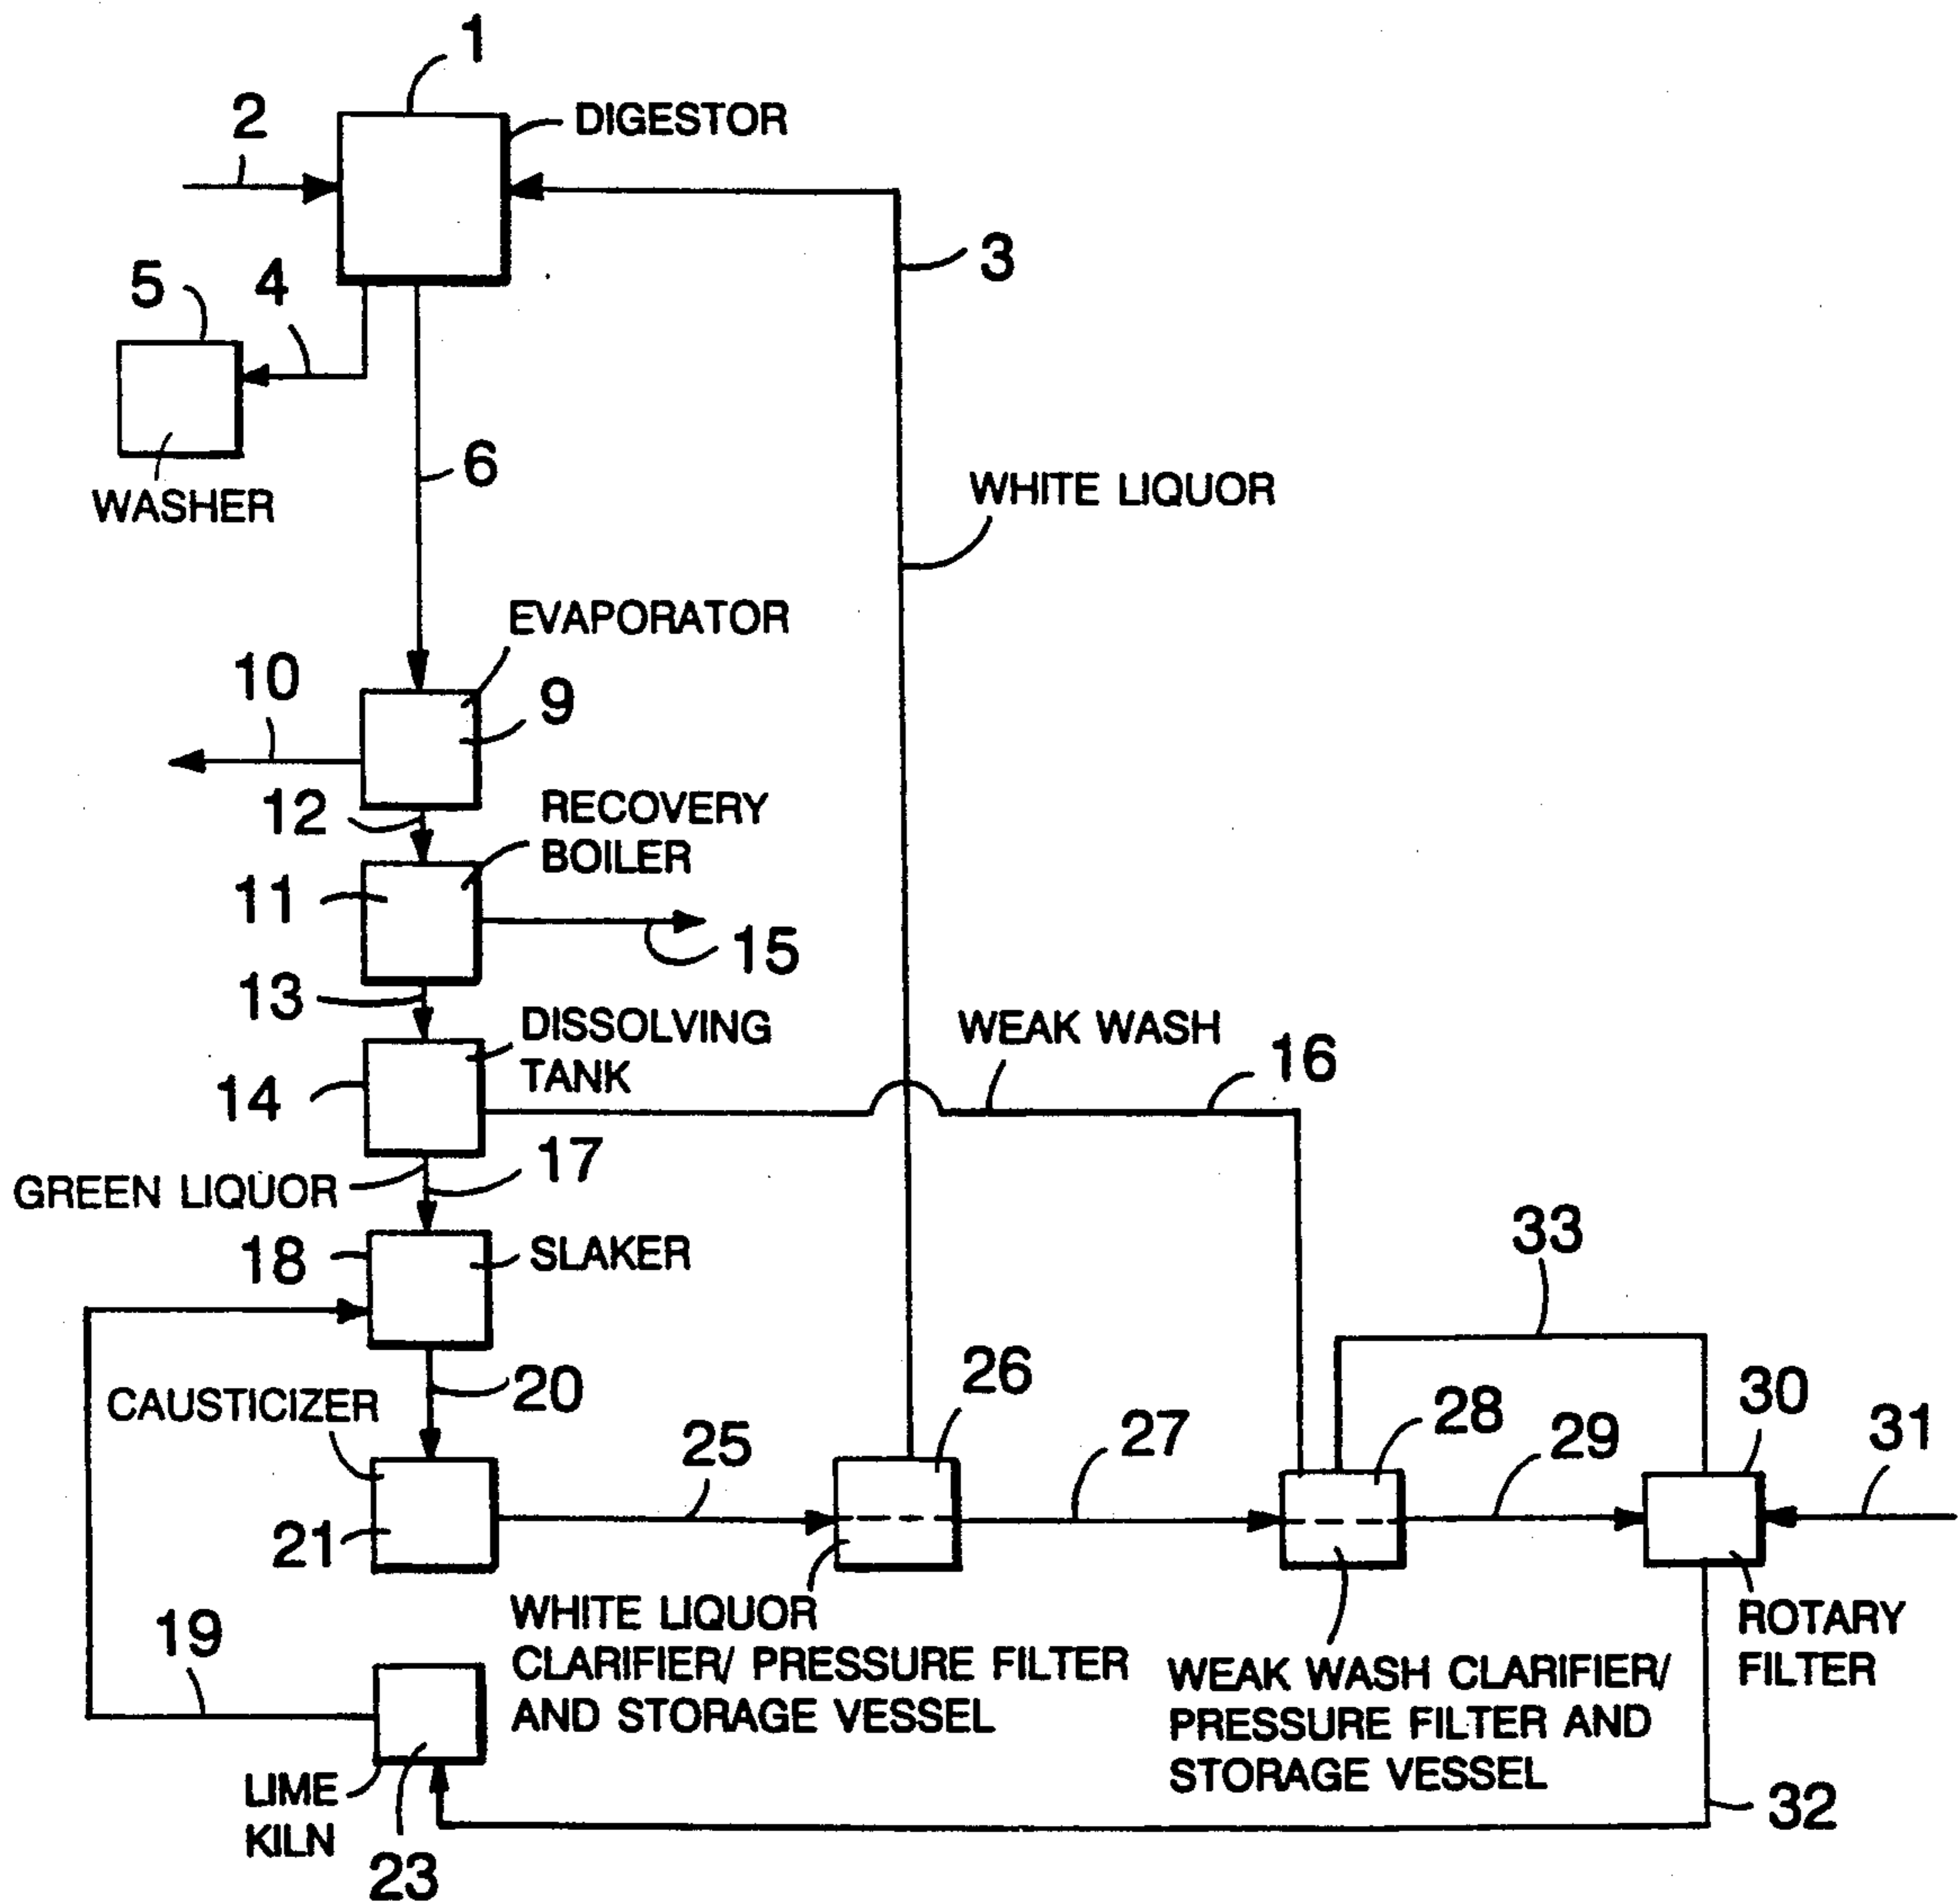 1
2
DIGESTOR
3
5
4
6
WASHER
WHITE LIQUOR
EVAPORATOR
10
9
12
RECOVERY
BOILER
11
15
13
DISSOLVING
TANK
WEAK WASH
16
14
17
GREEN LIQUOR
33
18
SLAKER
20
26
CAUSTICIZER
25
27
28
29
30
31
21
WHITE LIQUOR
CLARIFIER/ PRESSURE FILTER
AND STORAGE VESSEL
ROTARY
FILTER
19
WEAK WASH CLARIFIER/
PRESSURE FILTER AND
STORAGE VESSEL
LIME
KILN
32
23